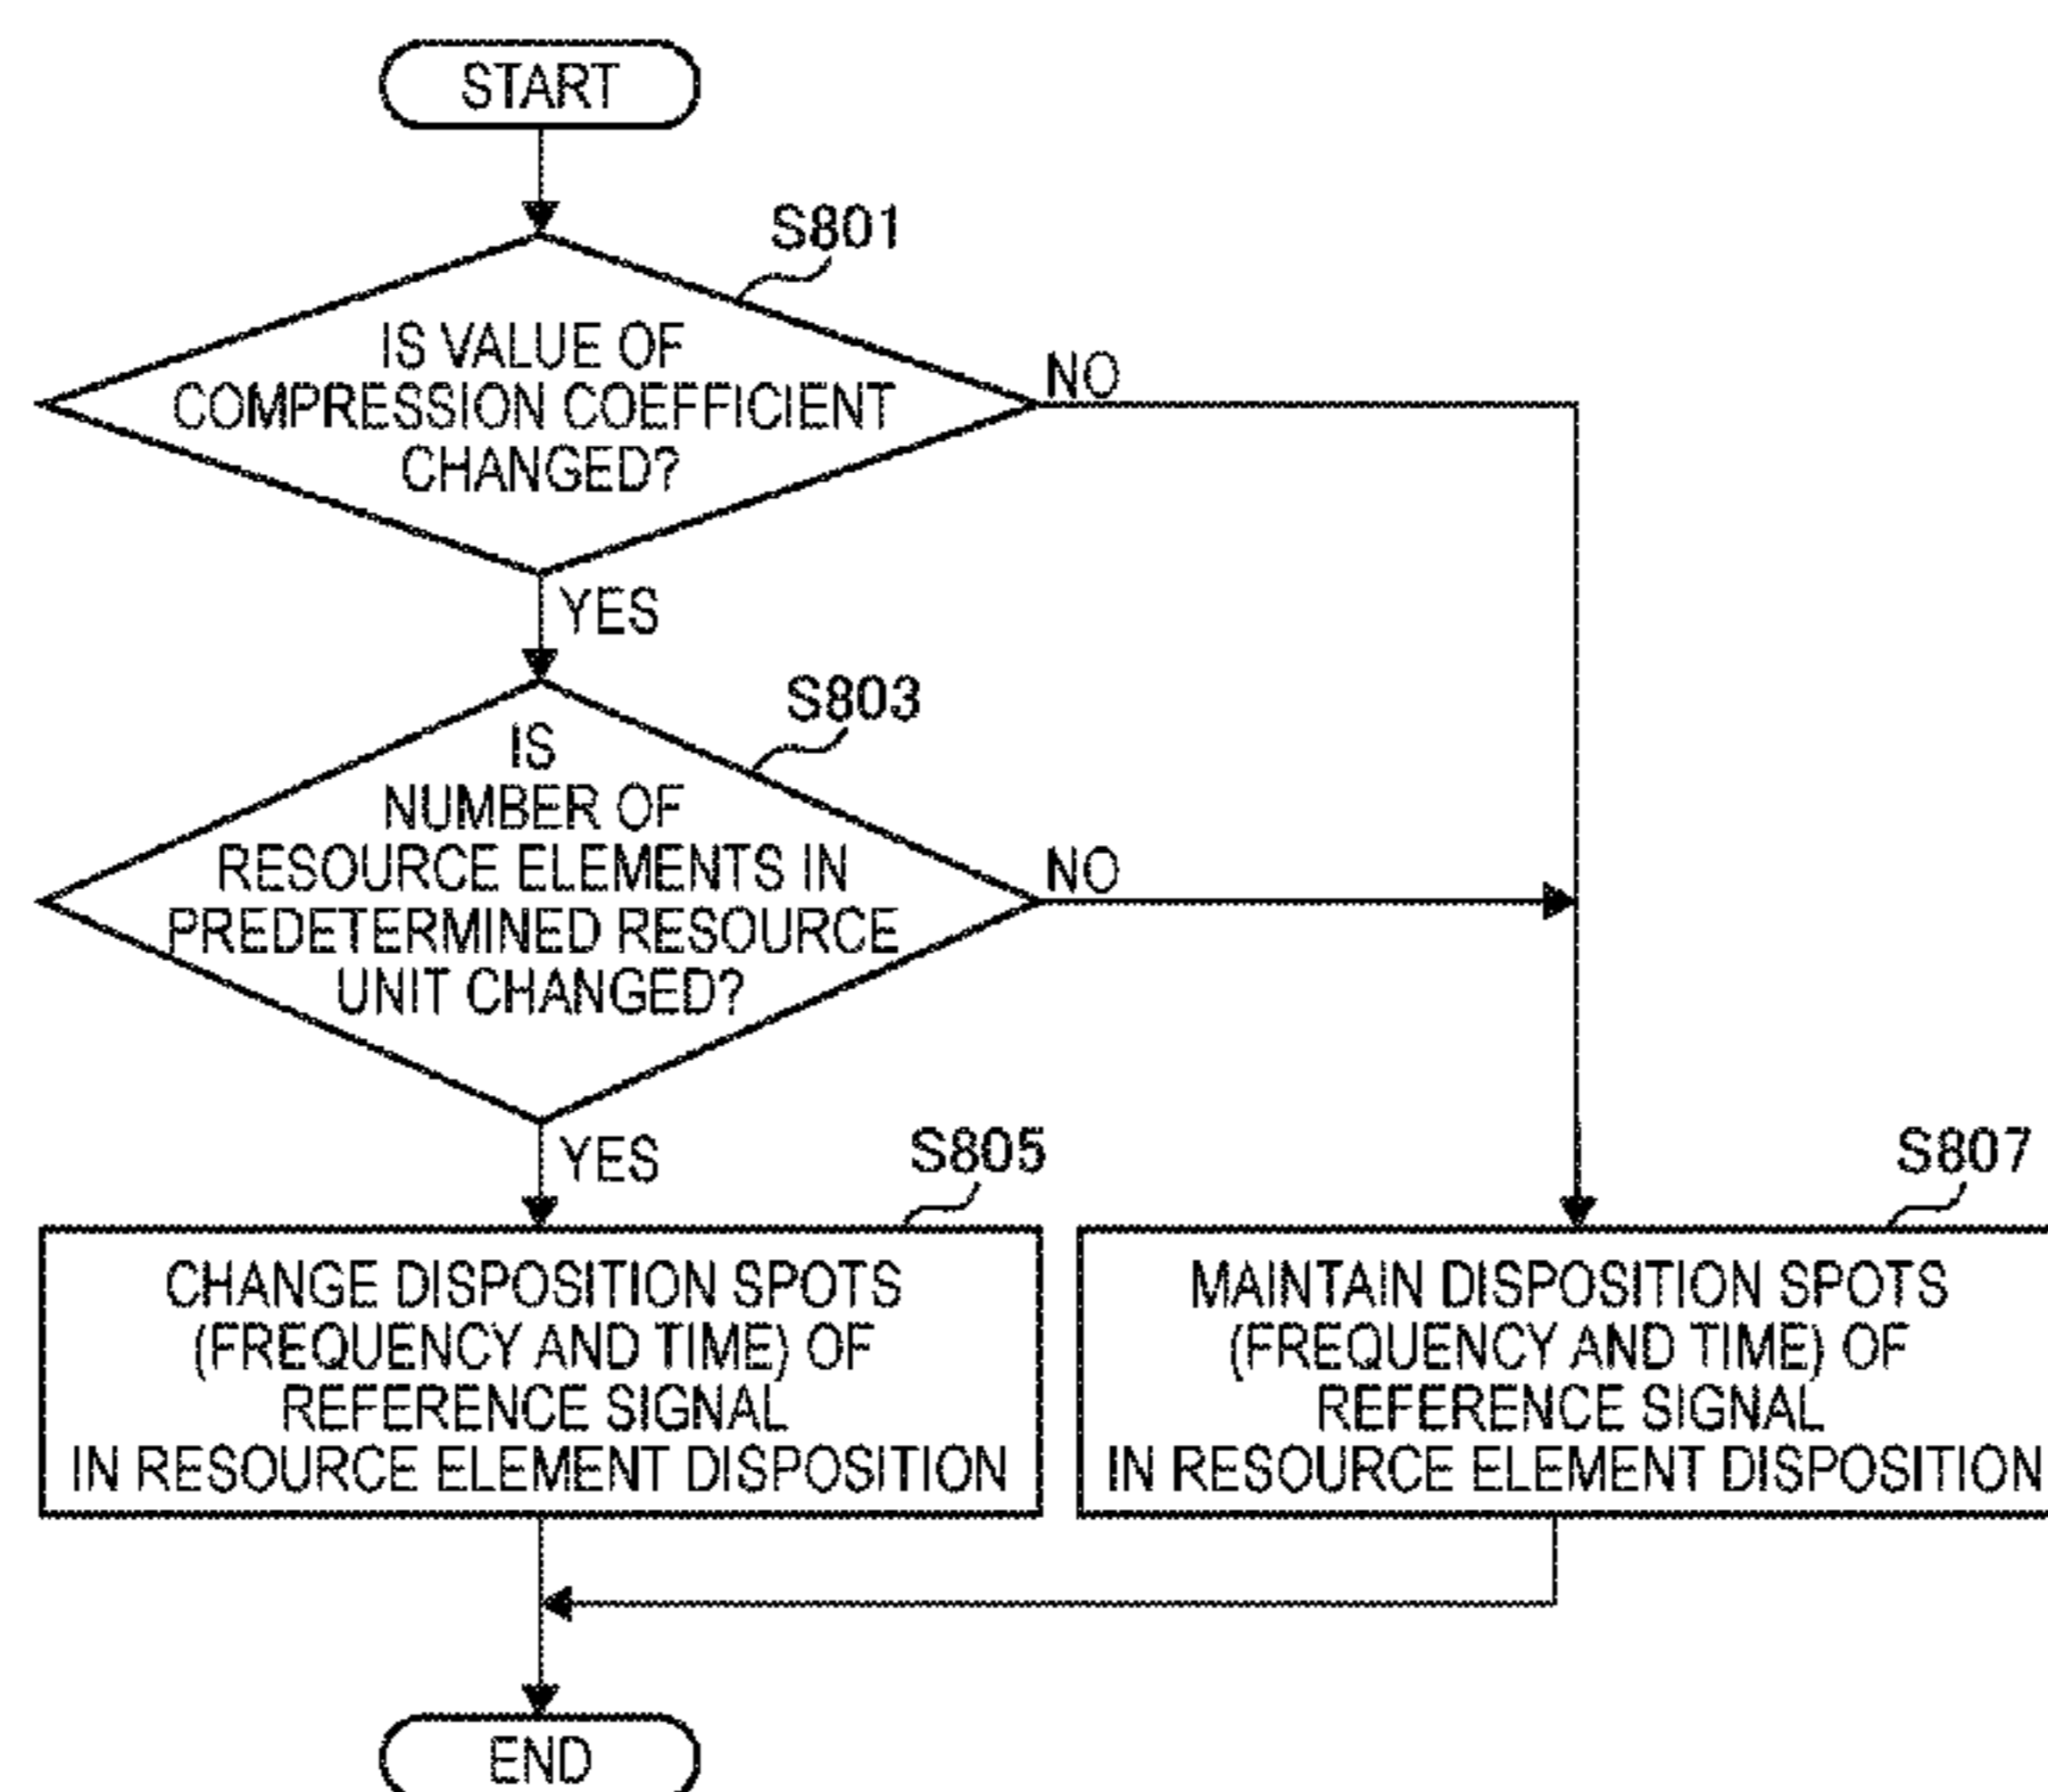 START
S801
IS VALUE OF
COMPRESSION COEFFICIENT
CHANGED?
NO
YES
S803
IS
NUMBER OF
RESOURCE ELEMENTS IN
PREDETERMINED RESOURCE
UNIT CHANGED?
NO
YES
S805
CHANGE DISPOSITION SPOTS
(FREQUENCY AND TIME) OF
REFERENCE SIGNAL
IN RESOURCE ELEMENT DISPOSITION
S807
MAINTAIN DISPOSITION SPOTS
(FREQUENCY AND TIME) OF
REFERENCE SIGNAL
IN RESOURCE ELEMENT DISPOSITION
END